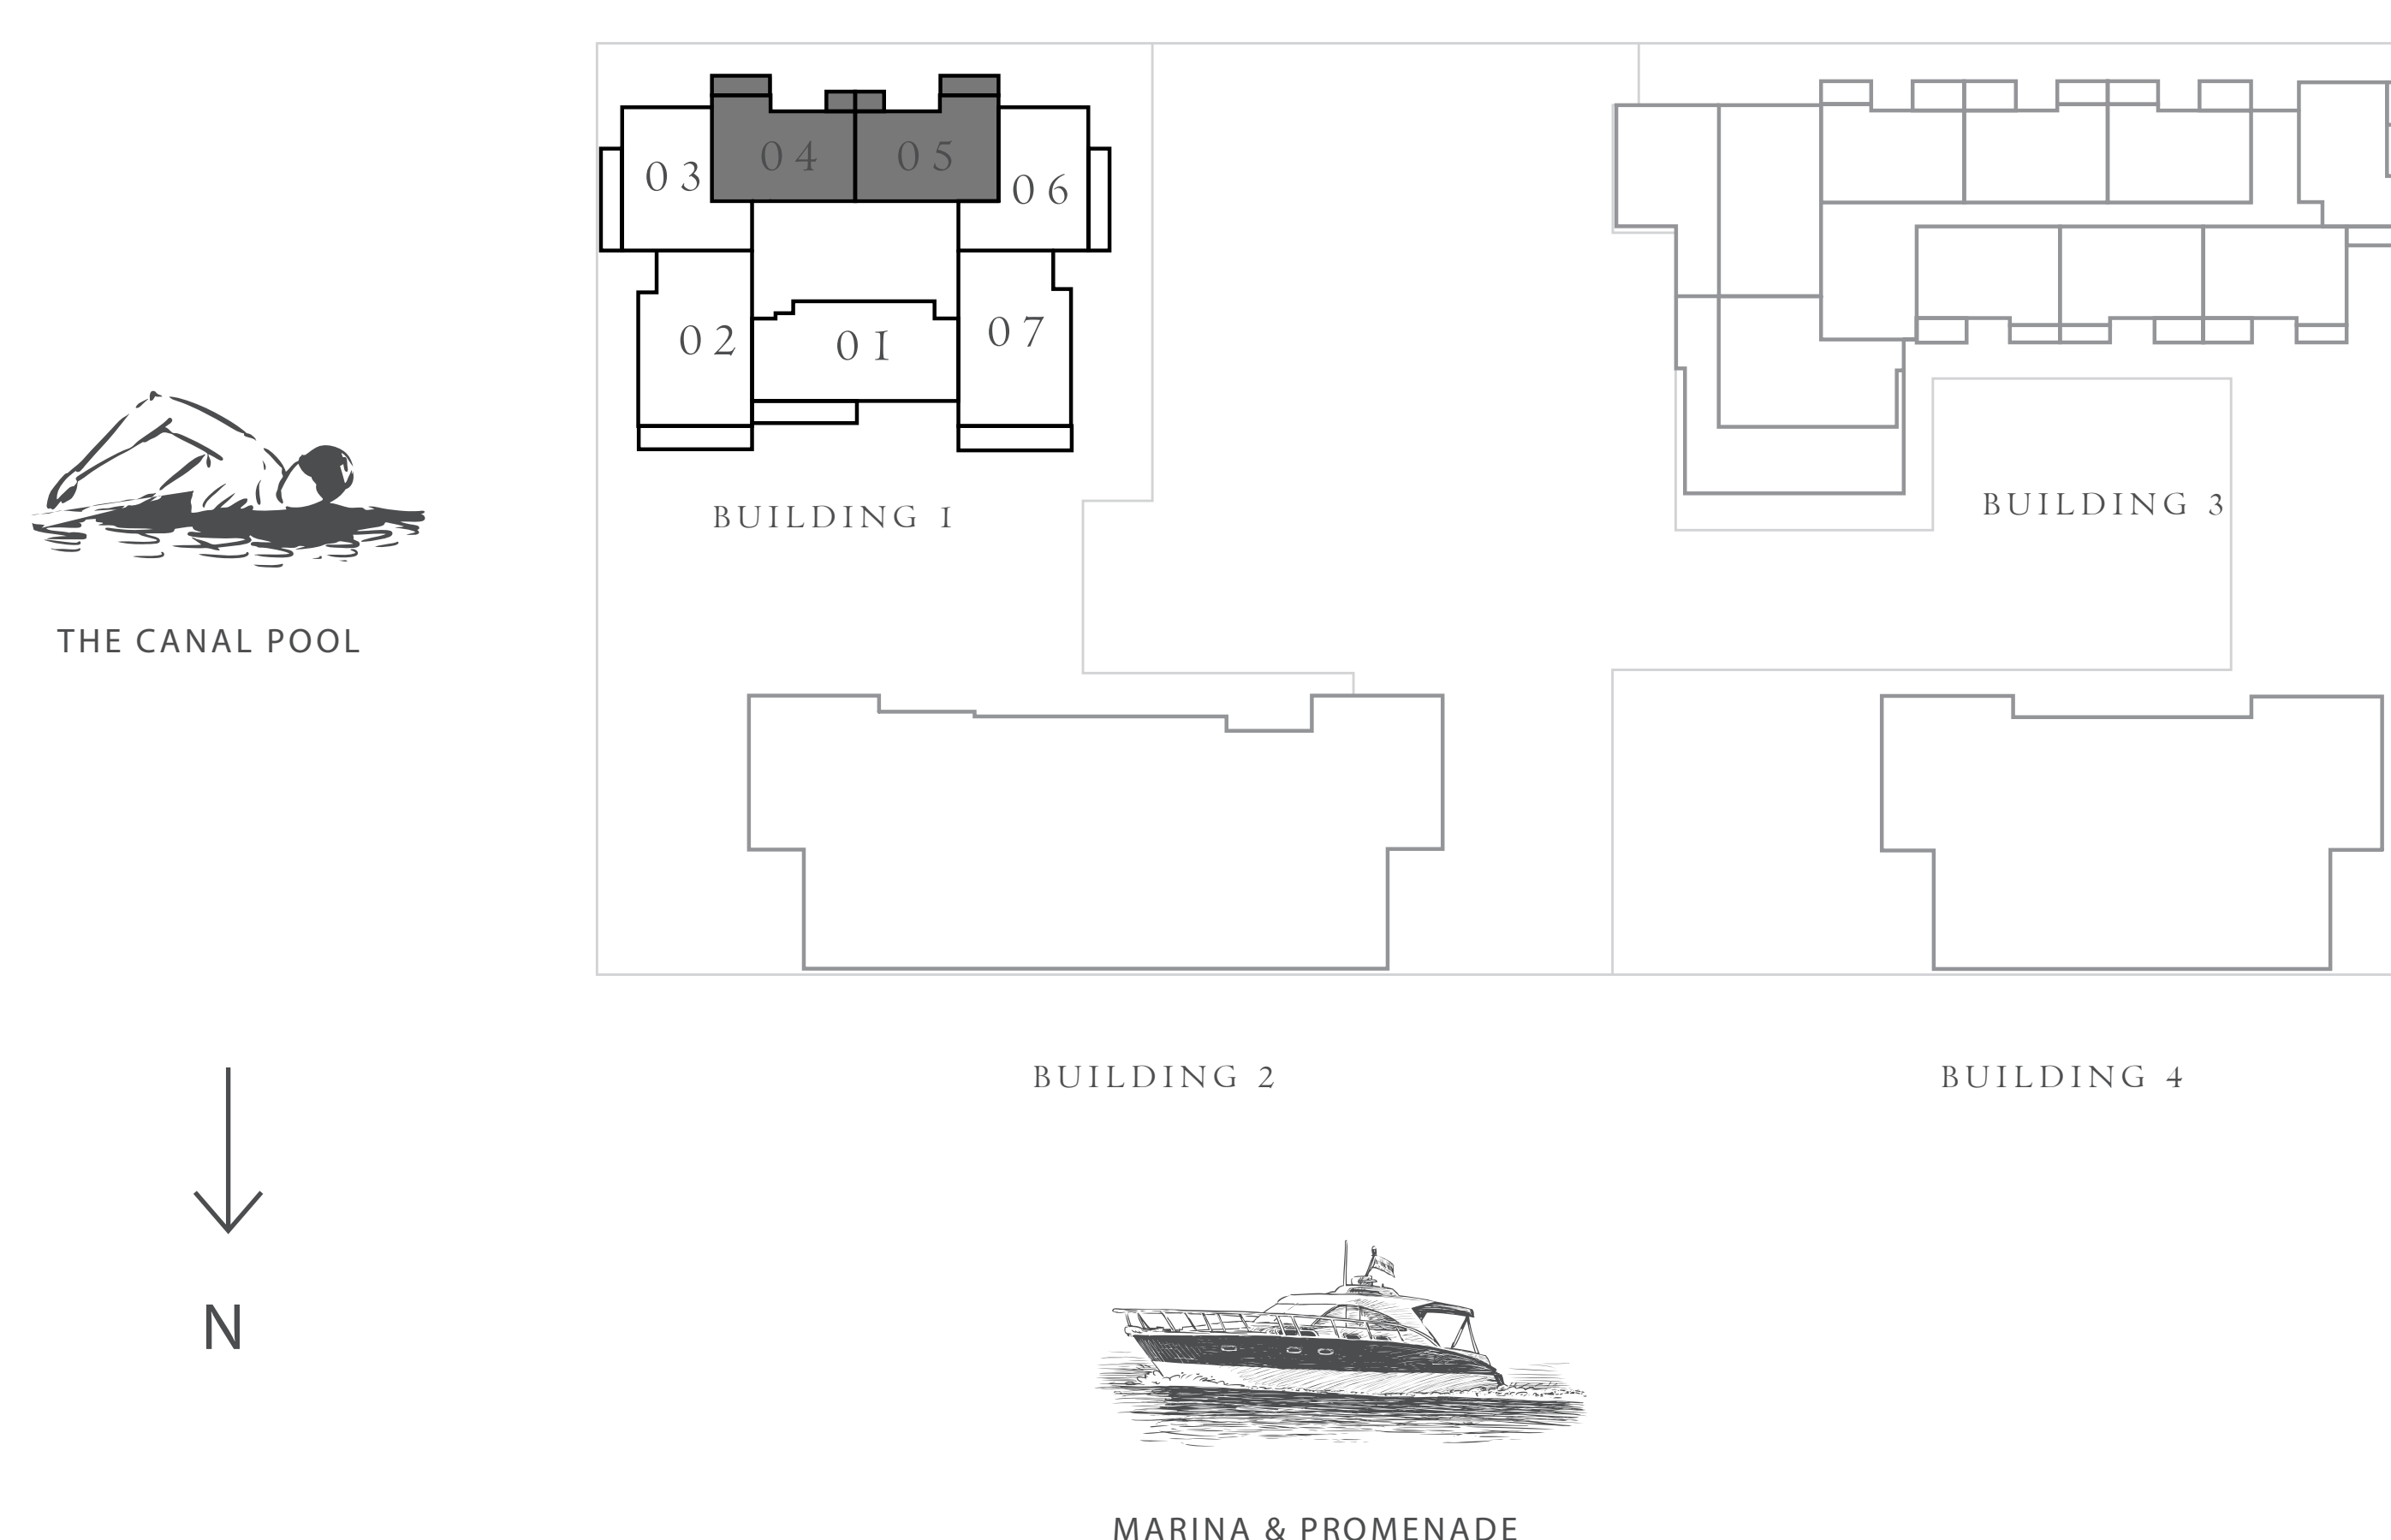 04
05
03
06
07
02
01
BUILDING 3
BUILDING 1
THE CANAL POOL
BUILDING 2
BUILDING 4
N
MARINA & PROMENADE